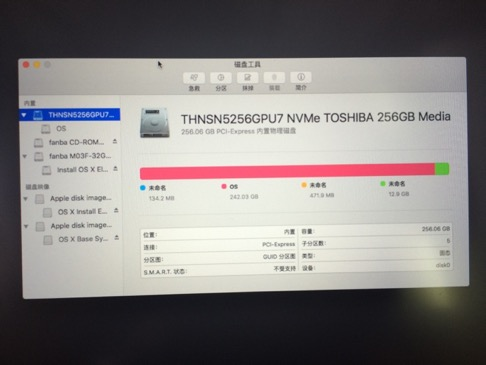 磁盘工具
急救 分区 抹掉 装载 简介
内置
THNSN5256GPU7...
OS
fanba CD-ROM...
fanba M03F-32G...
Install OS X El...
磁盘映像
Apple disk image...
OS X Install E...
Apple disk image...
OS X Base Sy...
THNSN5256GPU7 NVMe TOSHIBA 256GB Media
256.06 GB PCI-Express 内置物理磁盘
未命名 OS 未命名 未命名
134.2 MB 242.03 GB 471.9 MB 12.9 GB
位置: 内置 容量: 256.06 GB
连接: PCI-Express 子分区数: 5
分区图: GUID 分区图 类型: 固态
S.M.A.R.T. 状态: 不受支持 设备: disk0